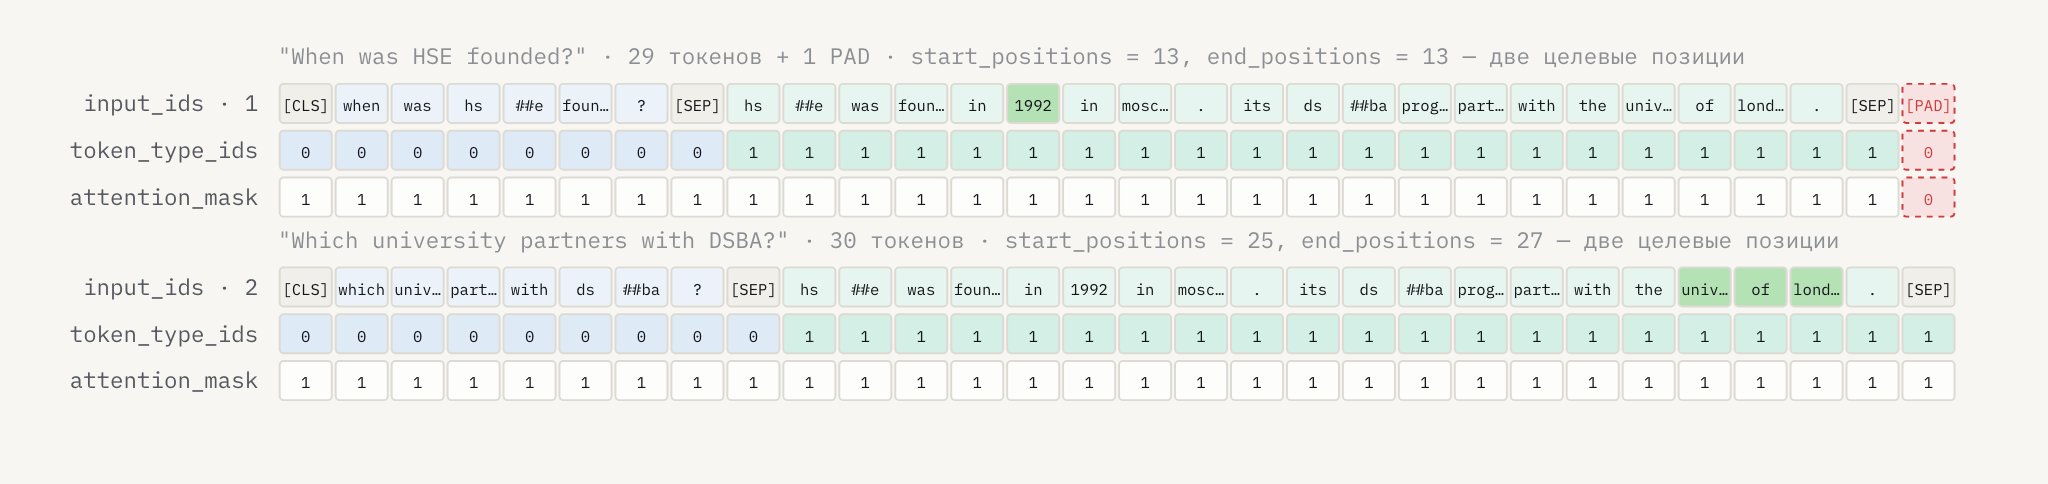 "When was HSE founded?" · 29 токенов + 1 PAD · start_positions = 13, end_positions = 13 — две целевые позиции
input_ids · 1 [CLS] when was hs ##e foun… ? [SEP] hs ##e was foun… in 1992 in mosc… . its ds ##ba prog… part… with the univ… of lond… . [SEP] [PAD]
token_type_ids 0 0 0 0 0 0 0 0 1 1 1 1 1 1 1 1 1 1 1 1 1 1 1 1 1 1 1 1 1 0
attention_mask 1 1 1 1 1 1 1 1 1 1 1 1 1 1 1 1 1 1 1 1 1 1 1 1 1 1 1 1 1 0
"Which university partners with DSBA?" · 30 токенов · start_positions = 25, end_positions = 27 — две целевые позиции
input_ids · 2 [CLS] which univ… part… with ds ##ba ? [SEP] hs ##e was foun… in 1992 in mosc… . its ds ##ba prog… part… with the univ… of lond… . [SEP]
token_type_ids 0 0 0 0 0 0 0 0 0 1 1 1 1 1 1 1 1 1 1 1 1 1 1 1 1 1 1 1 1 1
attention_mask 1 1 1 1 1 1 1 1 1 1 1 1 1 1 1 1 1 1 1 1 1 1 1 1 1 1 1 1 1 1